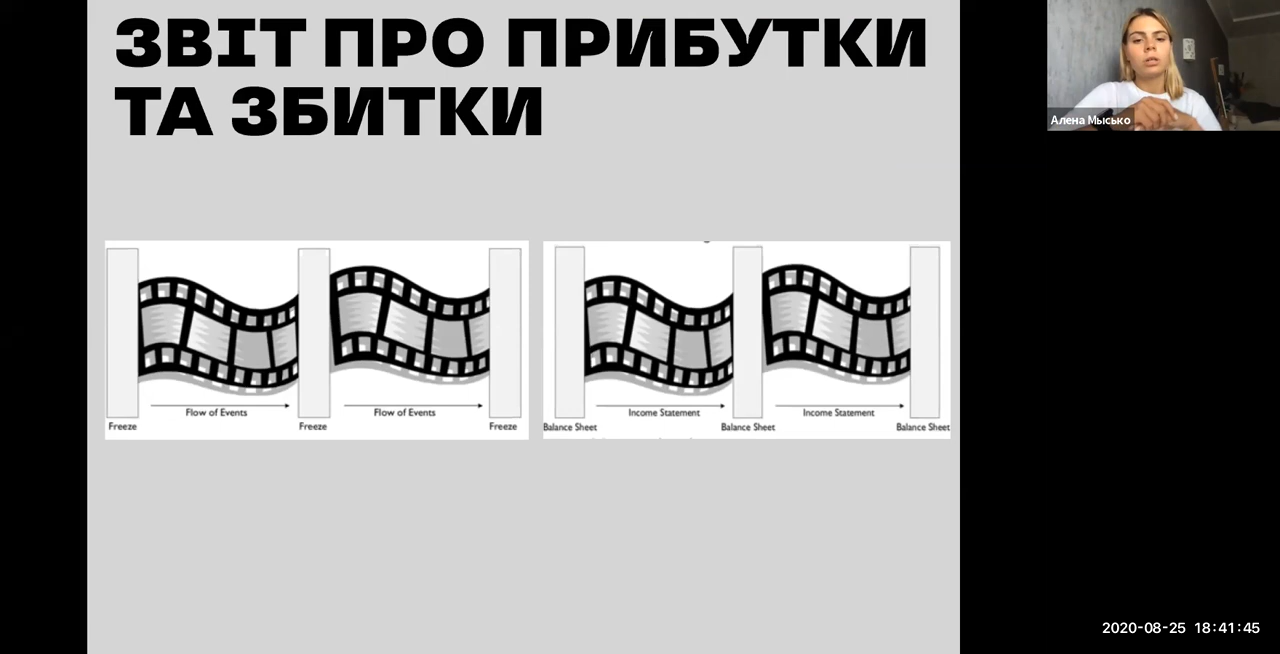 ЗВІТ ПРО ПРИБУТКИ
ТА ЗБИТКИ
Алена Мысько
Flow of Events
Flow of Events
Freeze
Freeze
Freeze
Income Statement
Income Statement
Balance Sheet
Balance Sheet
Balance Sheet
2020-08-25 18:41:45